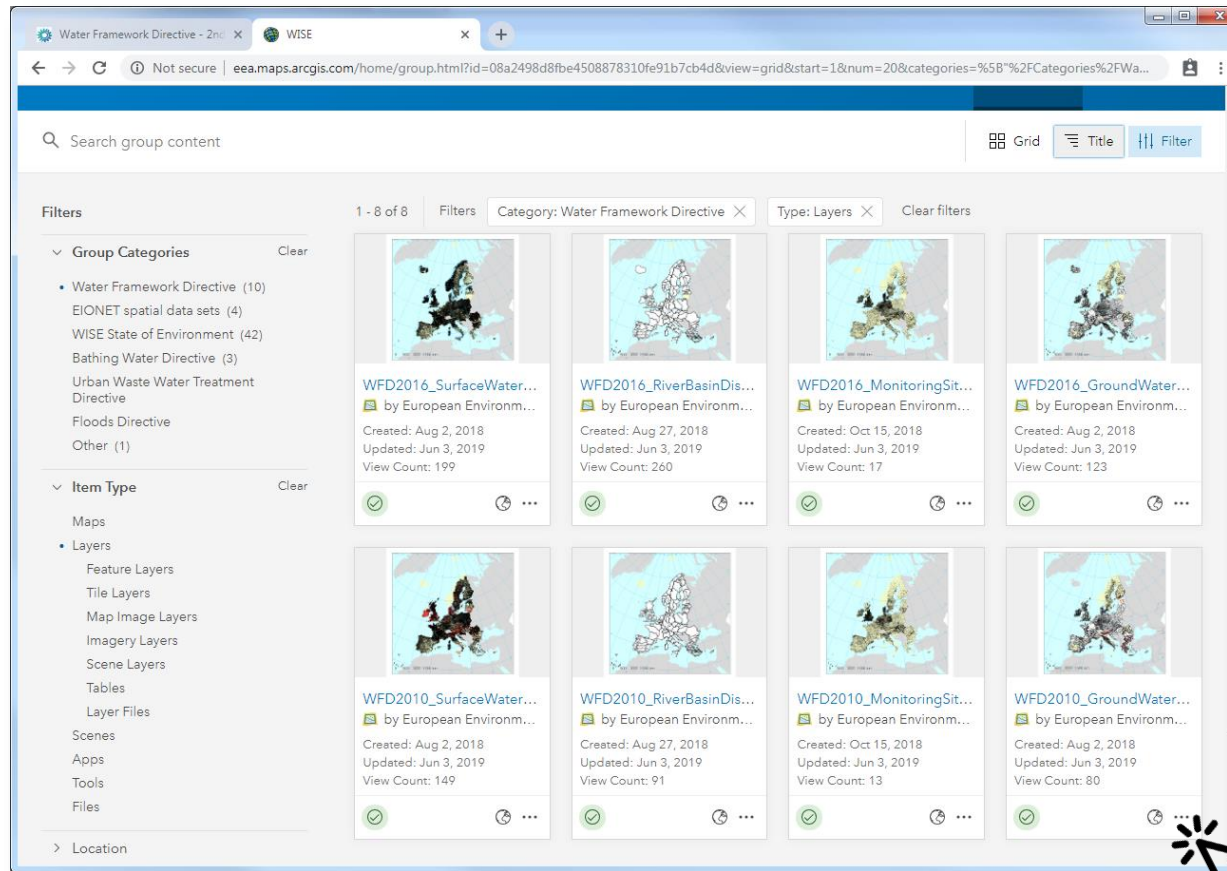 Water Framework Directive - 2nd
WISE
Not secure | eea.maps.arcgis.com/home/group.html?id=08a2498d8fbe4508878310fe91b7cb4d&view=grid&start=1&num=20&categories=%5B"%2FCategories%2FWa...
Search group content
Grid
Title
Filter
Filters
1 - 8 of 8 Filters Category: Water Framework Directive Type: Layers Clear filters
Group Categories Clear
Water Framework Directive (10)
EIONET spatial data sets (4)
WISE State of Environment (42)
Bathing Water Directive (3)
Urban Waste Water Treatment
Directive
Floods Directive
Other (1)
Item Type Clear
Maps
Layers
Feature Layers
Tile Layers
Map Image Layers
Imagery Layers
Scene Layers
Tables
Layer Files
Scenes
Apps
Tools
Files
Location
WFD2016_SurfaceWater...
by European Environm...
Created: Aug 2, 2018
Updated: Jun 3, 2019
View Count: 199
WFD2016_RiverBasinDis...
by European Environm...
Created: Aug 27, 2018
Updated: Jun 3, 2019
View Count: 260
WFD2016_MonitoringSit...
by European Environm...
Created: Oct 15, 2018
Updated: Jun 3, 2019
View Count: 17
WFD2016_GroundWater...
by European Environm...
Created: Aug 2, 2018
Updated: Jun 3, 2019
View Count: 123
WFD2010_SurfaceWater...
by European Environm...
Created: Aug 2, 2018
Updated: Jun 3, 2019
View Count: 149
WFD2010_RiverBasinDis...
by European Environm...
Created: Aug 27, 2018
Updated: Jun 3, 2019
View Count: 91
WFD2010_MonitoringSit...
by European Environm...
Created: Oct 15, 2018
Updated: Jun 3, 2019
View Count: 13
WFD2010_GroundWater...
by European Environm...
Created: Aug 2, 2018
Updated: Jun 3, 2019
View Count: 80